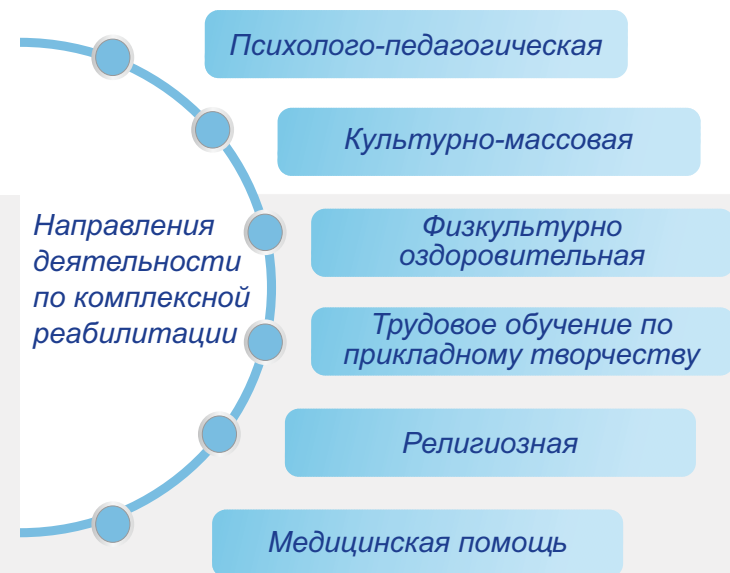 Психолого-педагогическая
Культурно-массовая
Направления
деятельности
по комплексной
реабилитации
Физкультурно
оздоровительная
Трудовое обучение по
прикладному творчеству
Религиозная
Медицинская помощь